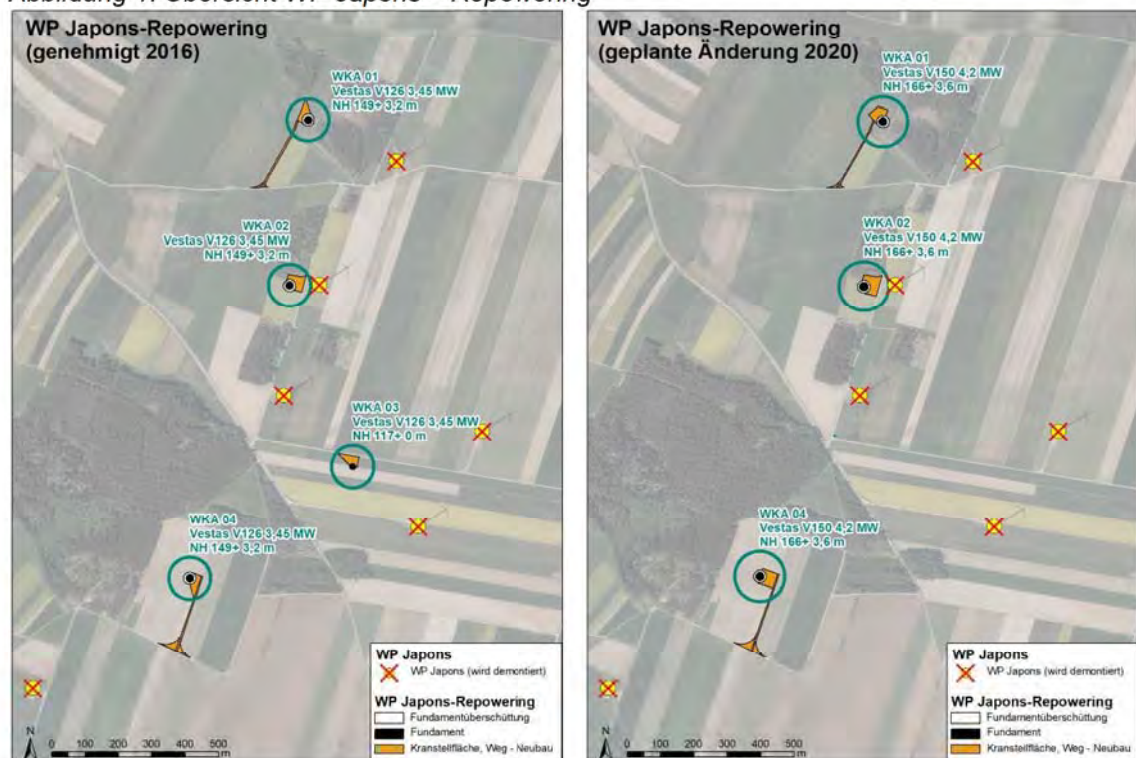 Abbildung 1: Übersicht WP Japons – Repowering
WP Japons-Repowering
(genehmigt 2016)
WKA 01
Vestas V126 3,45 MW
NH 149+ 3,2 m
WKA 02
Vestas V126 3,45 MW
NH 149+ 3,2 m
WKA 03
Vestas V126 3,45 MW
NH 117+ 0 m
WKA 04
Vestas V126 3,45 MW
NH 149+ 3,2 m
WP Japons
WP Japons (wird demontiert)
WP Japons-Repowering
Fundamentüberschüttung
Fundament
Kranstellfläche, Weg - Neubau
N
0 100 200 300 400 500
m
WP Japons-Repowering
(geplante Änderung 2020)
WKA 01
Vestas V150 4,2 MW
NH 166+ 3,6 m
WKA 02
Vestas V150 4,2 MW
NH 166+ 3,6 m
WKA 04
Vestas V150 4,2 MW
NH 166+ 3,6 m
WP Japons
WP Japons (wird demontiert)
WP Japons-Repowering
Fundamentüberschüttung
Fundament
Kranstellfläche, Weg - Neubau
N
0 100 200 300 400 500
m